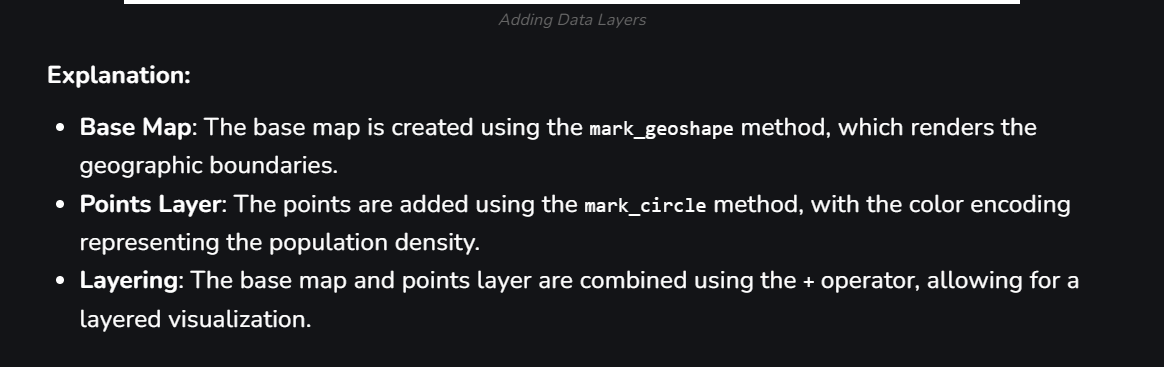 Adding Data Layers
Explanation:
• Base Map: The base map is created using the mark_geoshape method, which renders the
geographic boundaries.
• Points Layer: The points are added using the mark_circle method, with the color encoding
representing the population density.
• Layering: The base map and points layer are combined using the + operator, allowing for a
layered visualization.